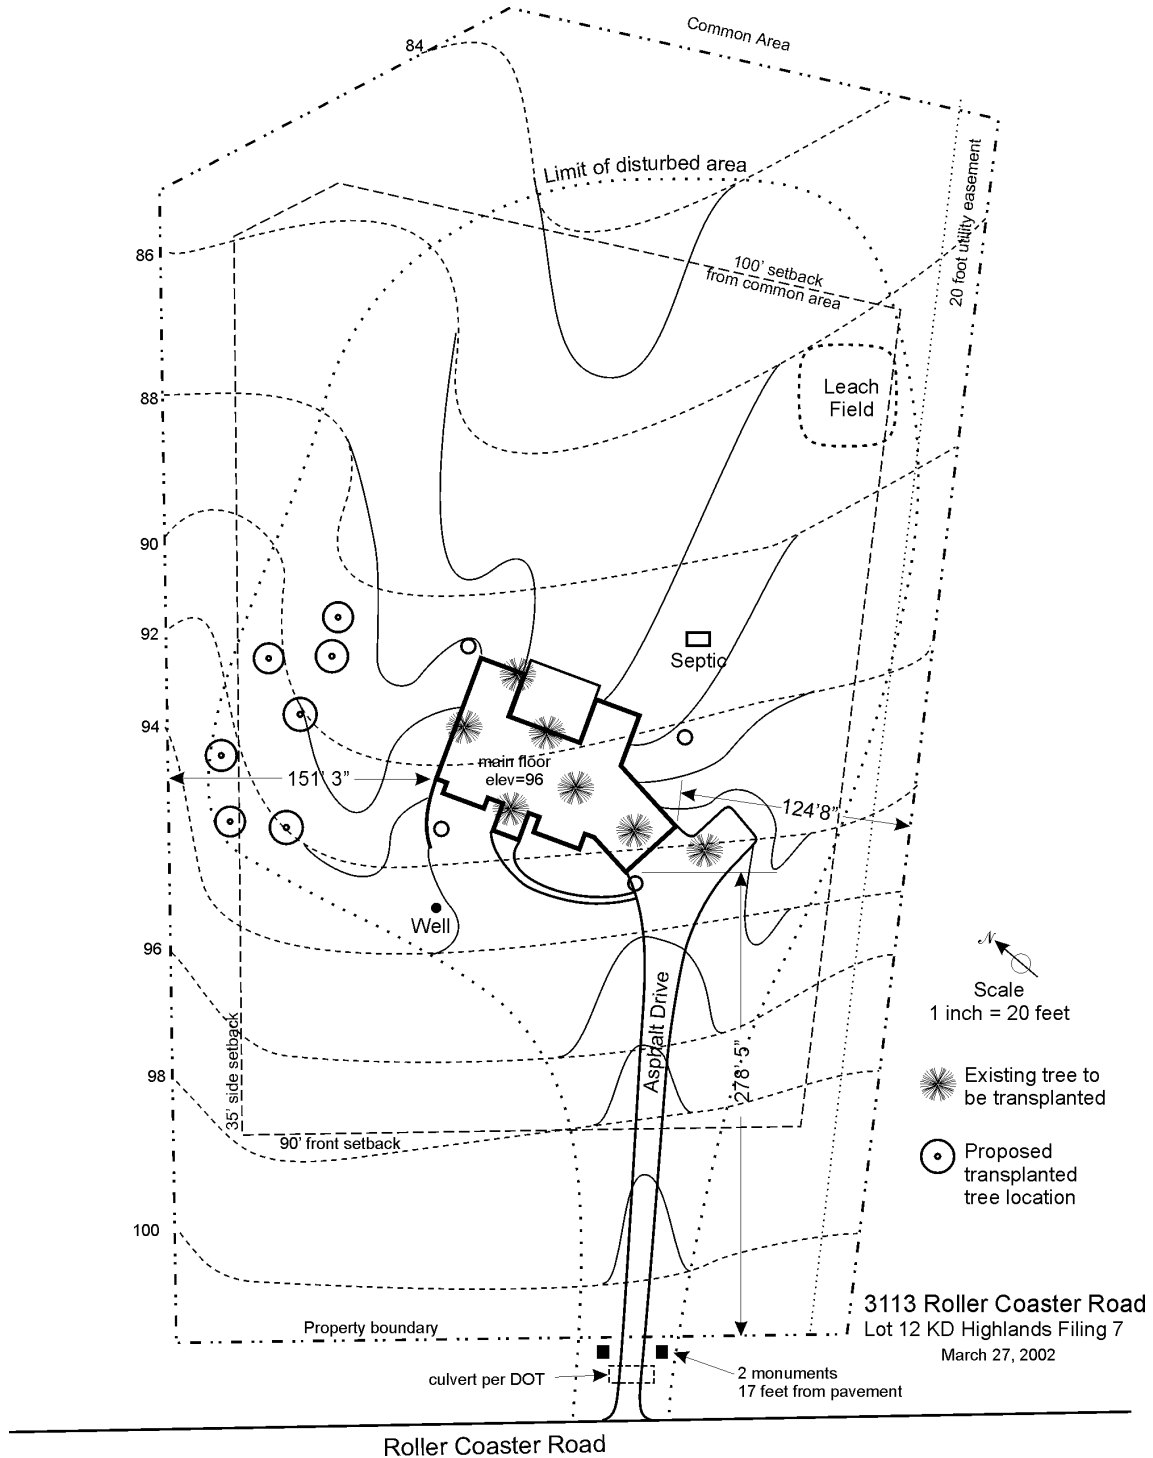 Common Area
84
Limit of disturbed area
20 foot utility easement
86
100' setback
from common area
88
Leach
Field
90
92
Septic
94
main floor
elev=96
151' 3"
124'8"
Well
96
N
Scale
1 inch = 20 feet
Asphalt Drive
278' 5"
98
35' side setback
Existing tree to
be transplanted
90' front setback
Proposed
transplanted
tree location
100
3113 Roller Coaster Road
Lot 12 KD Highlands Filing 7
March 27, 2002
Property boundary
culvert per DOT
2 monuments
17 feet from pavement
Roller Coaster Road